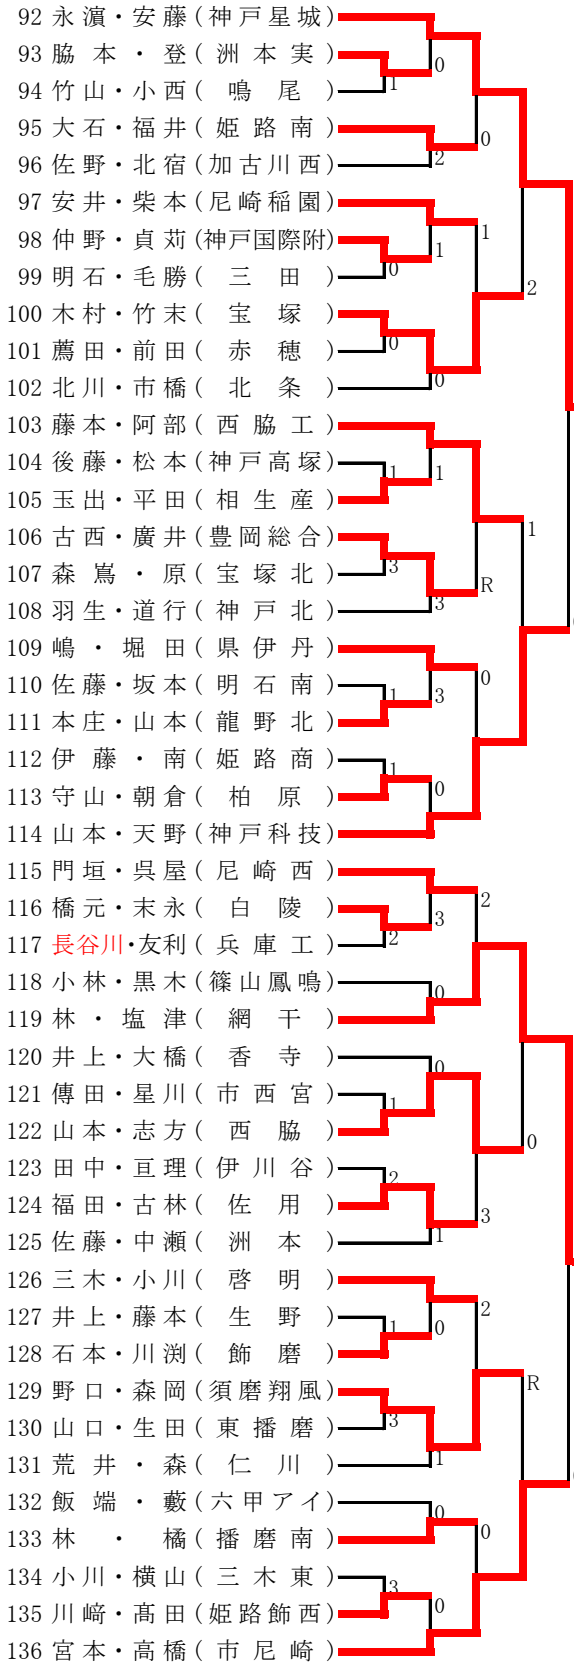 92 永濵・安藤(神戸星城)
93 脇本・登(洲本実)
0
94 竹山・小西(鳴尾)
1
95 大石・福井(姫路南)
0
96 佐野・北宿(加古川西)
2
97 安井・柴本(尼崎稲園)
1
98 仲野・貞苅(神戸国際附)
1
99 明石・毛勝(三田)
0
2
100 木村・竹末(宝塚)
101 薦田・前田(赤穂)
0
102 北川・市橋(北条)
0
103 藤本・阿部(西脇工)
104 後藤・松本(神戸高塚)
1
1
105 玉出・平田(相生産)
106 古西・廣井(豊岡総合)
1
107 森嶌・原(宝塚北)
3
R
108 羽生・道行(神戸北)
3
109 嶋・堀田(県伊丹)
0
110 佐藤・坂本(明石南)
1
3
111 本庄・山本(龍野北)
112 伊藤・南(姫路商)
1
113 守山・朝倉(柏原)
0
114 山本・天野(神戸科技)
115 門垣・呉屋(尼崎西)
2
116 橋元・末永(白陵)
3
117 長谷川・友利(兵庫工)
2
118 小林・黒木(篠山鳳鳴)
0
119 林・塩津(網干)
120 井上・大橋(香寺)
0
121 傳田・星川(市西宮)
1
122 山本・志方(西脇)
0
123 田中・亘理(伊川谷)
2
124 福田・古林(佐用)
3
125 佐藤・中瀬(洲本)
1
126 三木・小川(啓明)
2
127 井上・藤本(生野)
1
0
128 石本・川渕(飾磨)
129 野口・森岡(須磨翔風)
R
130 山口・生田(東播磨)
3
131 荒井・森(仁川)
1
132 飯端・藪(六甲アイ)
0
133 林・橘(播磨南)
0
134 小川・横山(三木東)
3
135 川﨑・髙田(姫路飾西)
0
136 宮本・高橋(市尼崎)